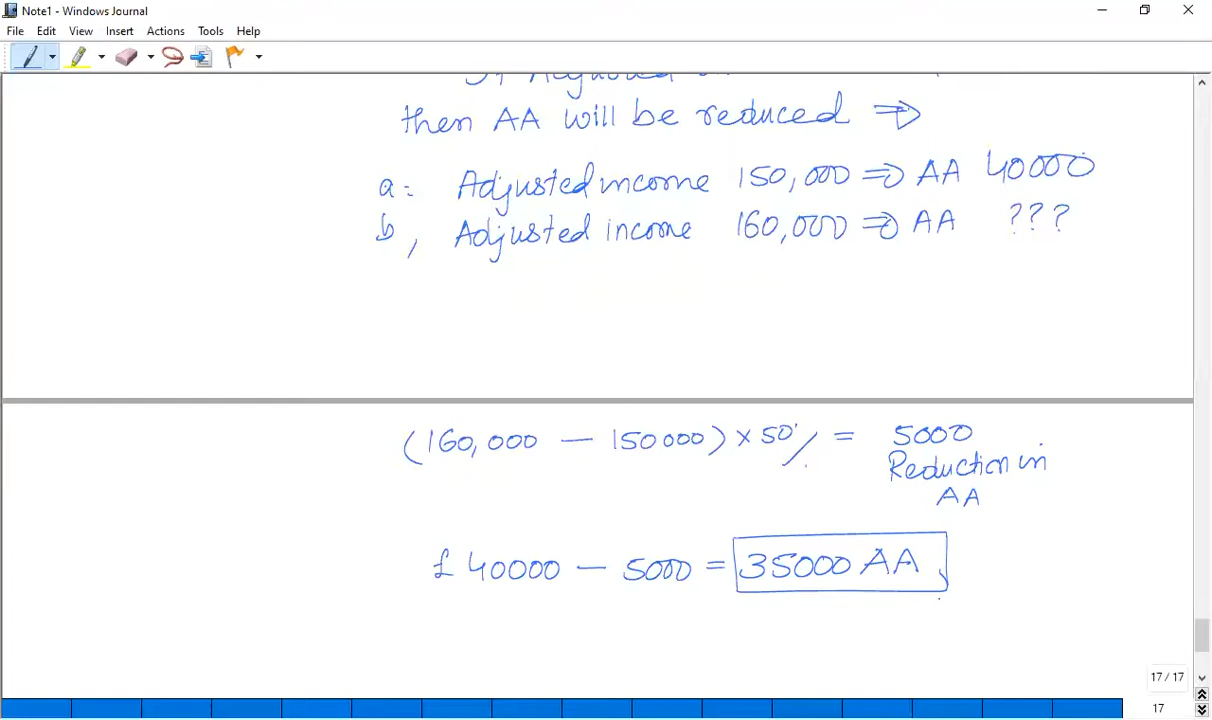 Note1 - Windows Journal
File Edit View Insert Actions Tools Help
If Adjusted
then AA will be reduced ⇒
a: Adjusted income 150,000 ⇒ AA 40000
b, Adjusted income 160,000 ⇒ AA ???
(160,000 — 150000) × 50% = 5000
Reduction in
AA
£40000 — 5000 = 35000 AA
17 / 17
17